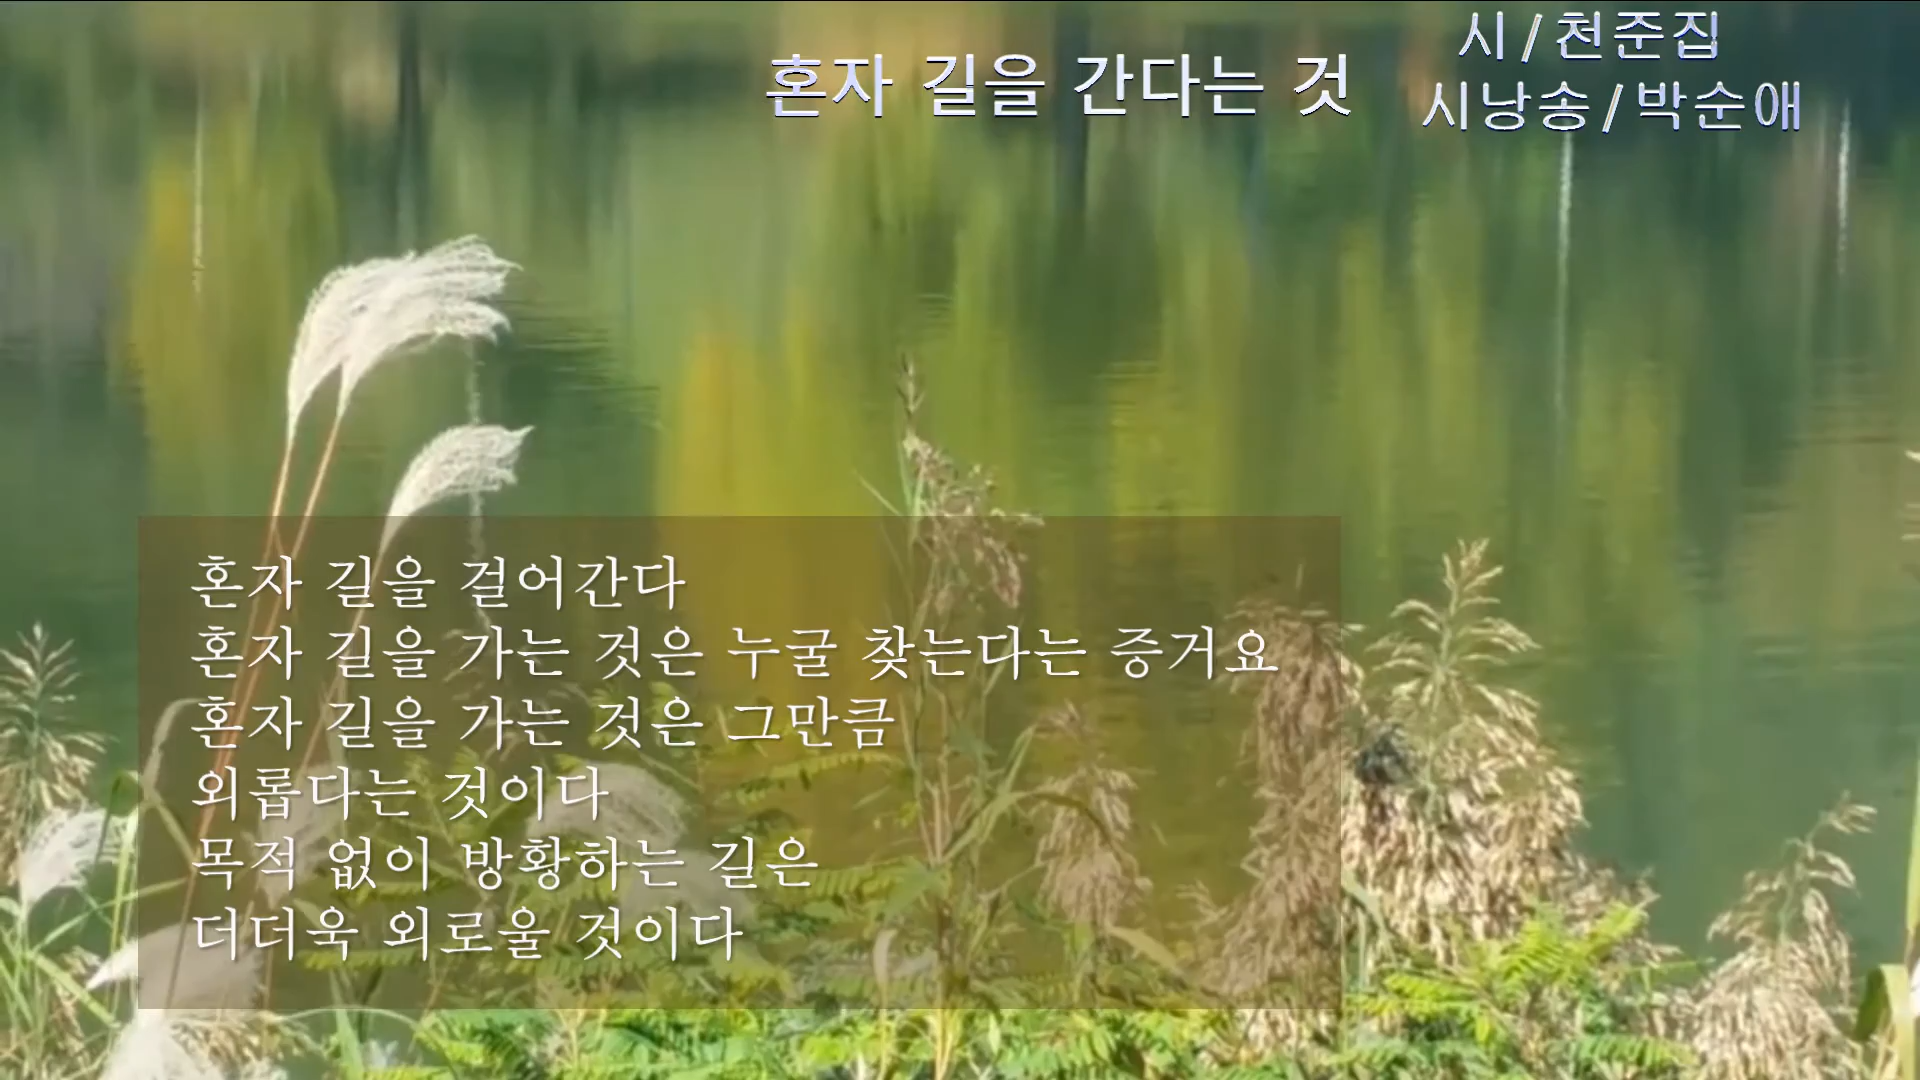 혼자 길을 간다는 것
시/천준집
시낭송/박순애
혼자 길을 걸어간다
혼자 길을 가는 것은 누굴 찾는다는 증거요
혼자 길을 가는 것은 그만큼
외롭다는 것이다
목적 없이 방황하는 길은
더더욱 외로울 것이다